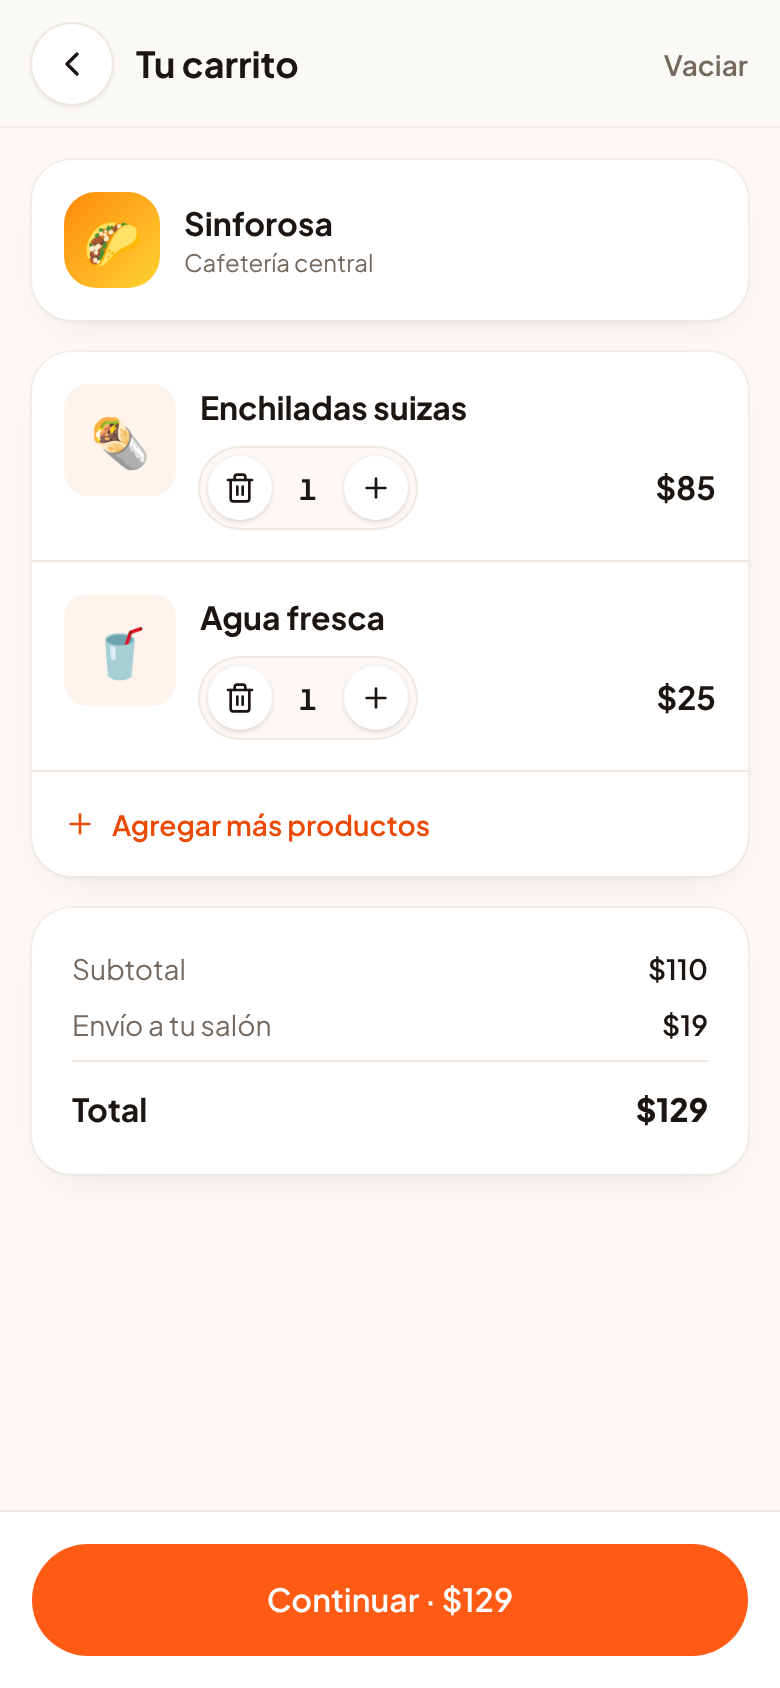 Tu carrito
Vaciar
Sinforosa
Cafetería central
Enchiladas suizas
1
$85
Agua fresca
1
$25
+ Agregar más productos
Subtotal $110
Envío a tu salón $19
Total $129
Continuar · $129